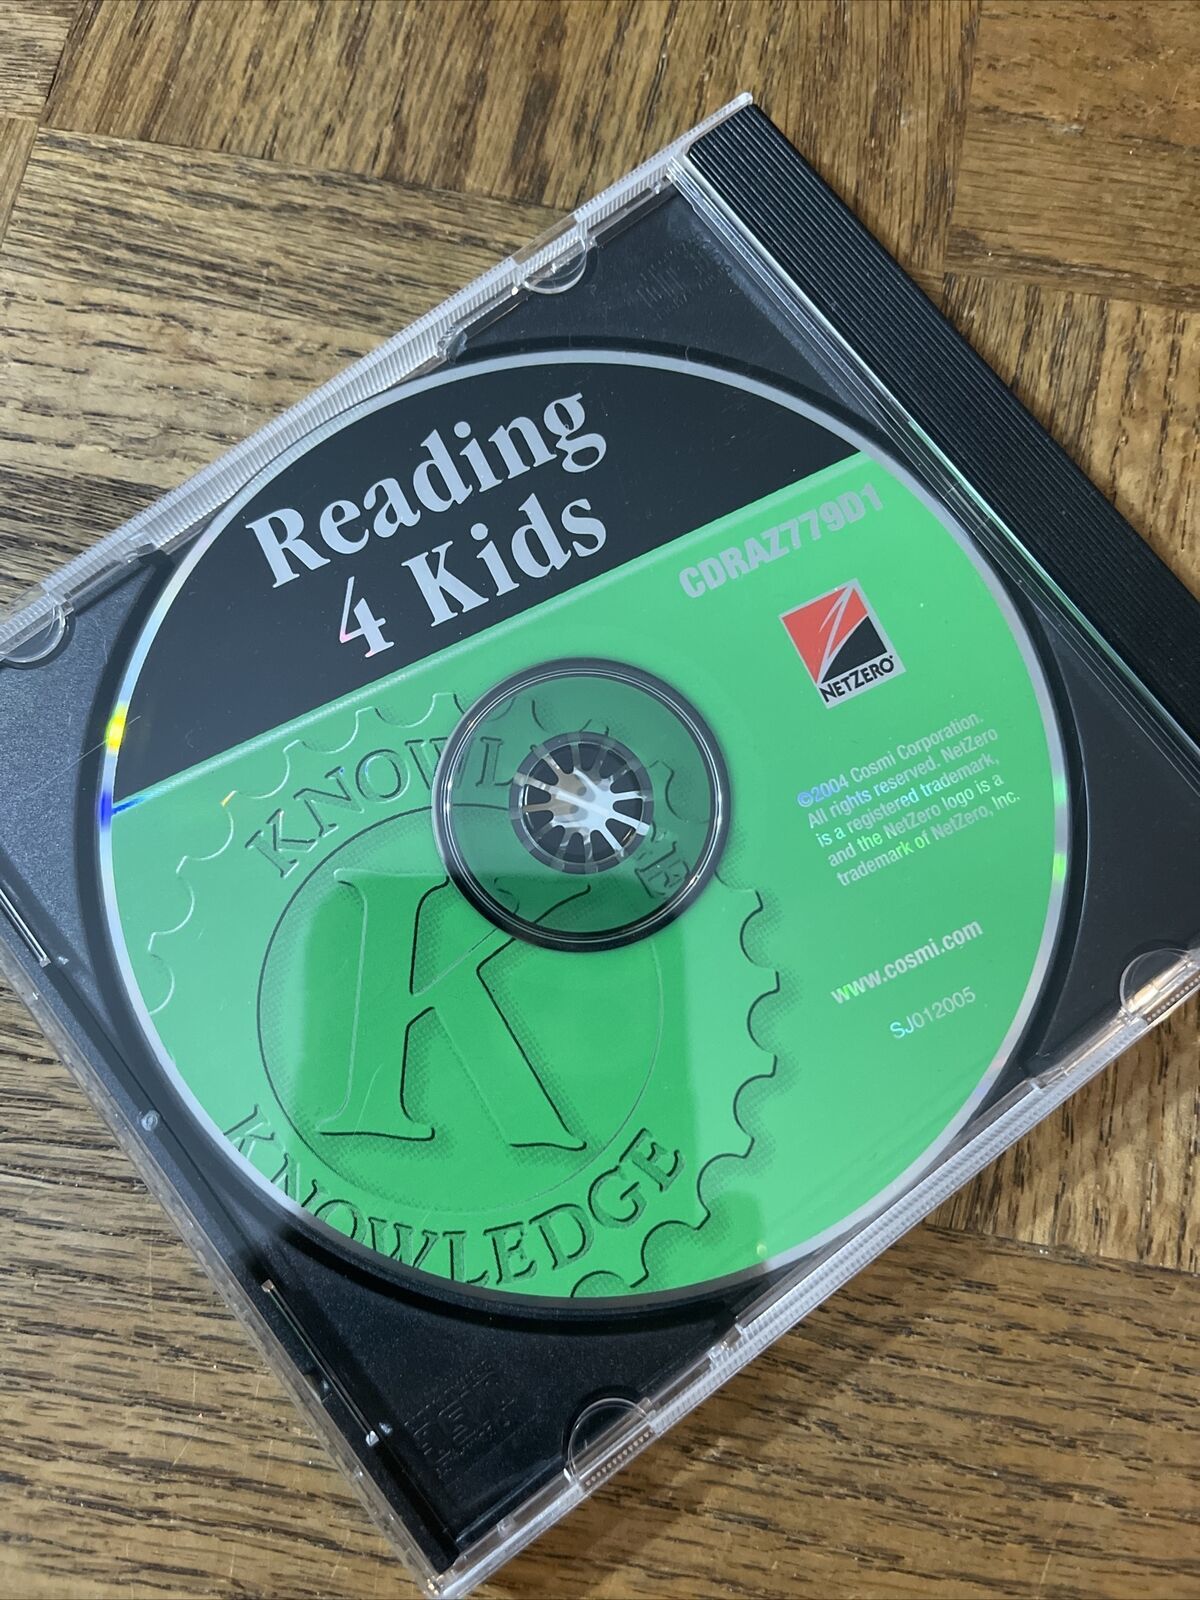 Reading
4 Kids
CDRAZ779D1
NETZERO
©2004 Cosmi Corporation.
All rights reserved. NetZero
is a registered trademark,
and the NetZero logo is a
trademark of NetZero, Inc.
www.cosmi.com
SJ012005
K
KNOWLEDGE